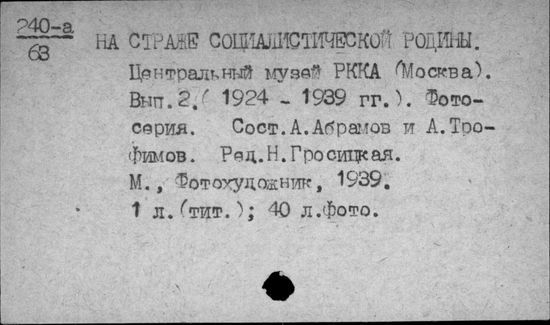 240-а
63
НА СТРАЖЕ СОЦИАЛИСТИЧЕСКОЙ РОДИНЫ.
Центральный музей РККА (Москва).
Вып.2.( 1924 - 1939 гг.). Фото-
серия. Сост.А.Абрамов и А.Тро-
фимов. Ред.Н.Гросицкая.
М., Фотохудожник, 1939.
1 л.(тит.); 40 л.фото.